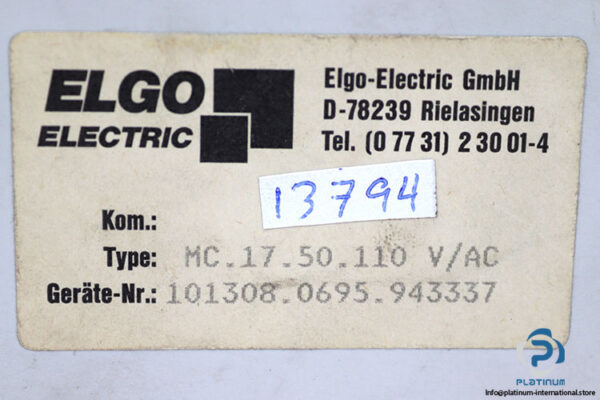 ELGO
ELECTRIC
Elgo-Electric GmbH
D-78239 Rielasingen
Tel. (0 77 31) 2 30 01-4
13794
Kom.:
Type: MC.17.50.110 V/AC
Geräte-Nr.: 101308.0695.943337
PLATINUM
Info@platinum-international.store